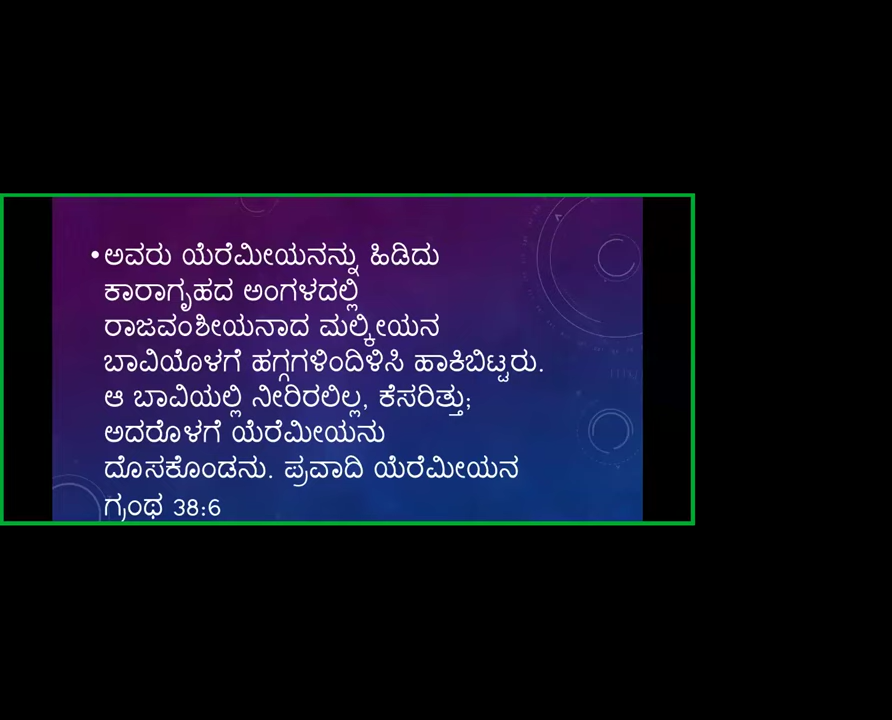 •ಅವರು ಯೆರೆಮೀಯನನ್ನು ಹಿಡಿದು
ಕಾರಾಗೃಹದ ಅಂಗಳದಲ್ಲಿ
ರಾಜವಂಶೀಯನಾದ ಮಲ್ಕೀಯನ
ಬಾವಿಯೊಳಗೆ ಹಗ್ಗಗಳಿಂದಿಳಿಸಿ ಹಾಕಿಬಿಟ್ಟರು.
ಆ ಬಾವಿಯಲ್ಲಿ ನೀರಿರಲಿಲ್ಲ, ಕೆಸರಿತ್ತು;
ಅದರೊಳಗೆ ಯೆರೆಮೀಯನು
ದೊಸಕೊಂಡನು. ಪ್ರವಾದಿ ಯೆರೆಮೀಯನ
ಗ್ರಂಥ 38:6